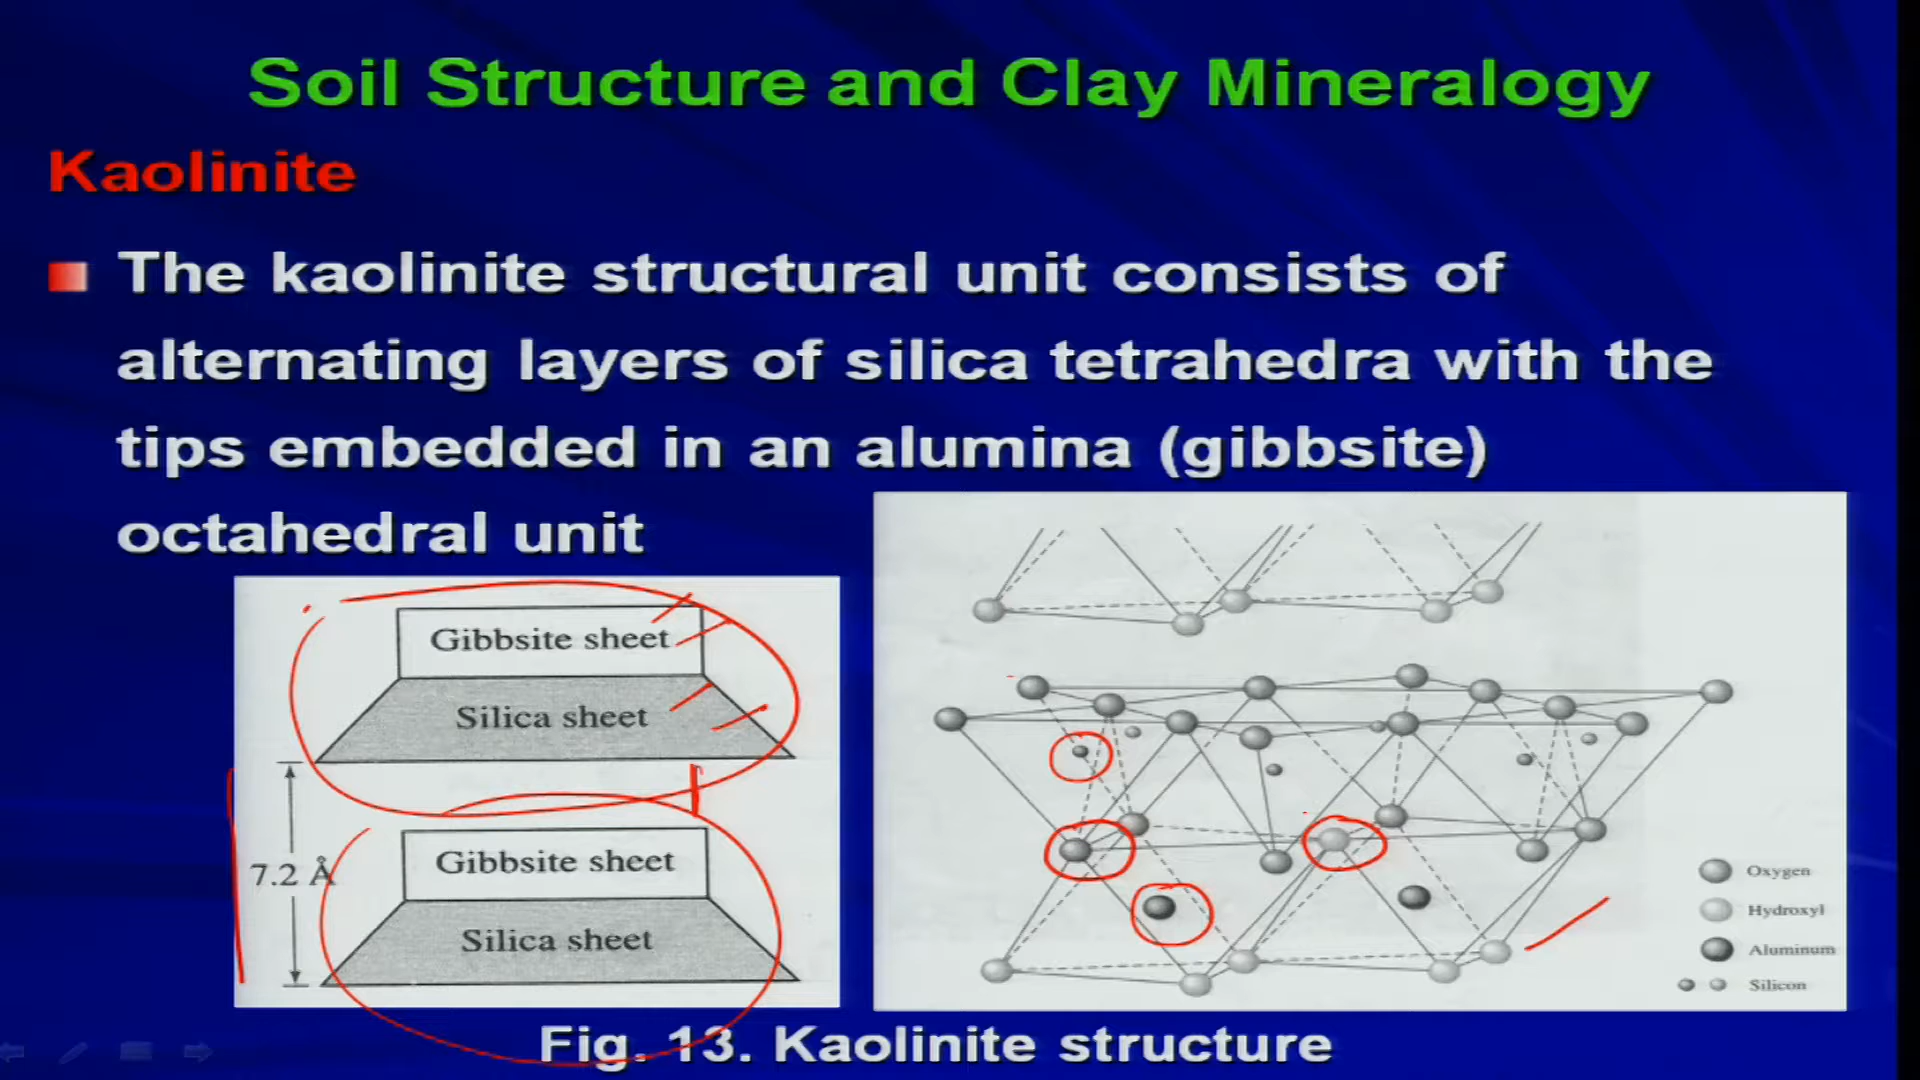 Soil Structure and Clay Mineralogy
Kaolinite
The kaolinite structural unit consists of
alternating layers of silica tetrahedra with the
tips embedded in an alumina (gibbsite)
octahedral unit
Gibbsite sheet
Silica sheet
7.2 Å
Gibbsite sheet
Silica sheet
Oxygen
Hydroxyl
Aluminum
Silicon
Fig. 13. Kaolinite structure